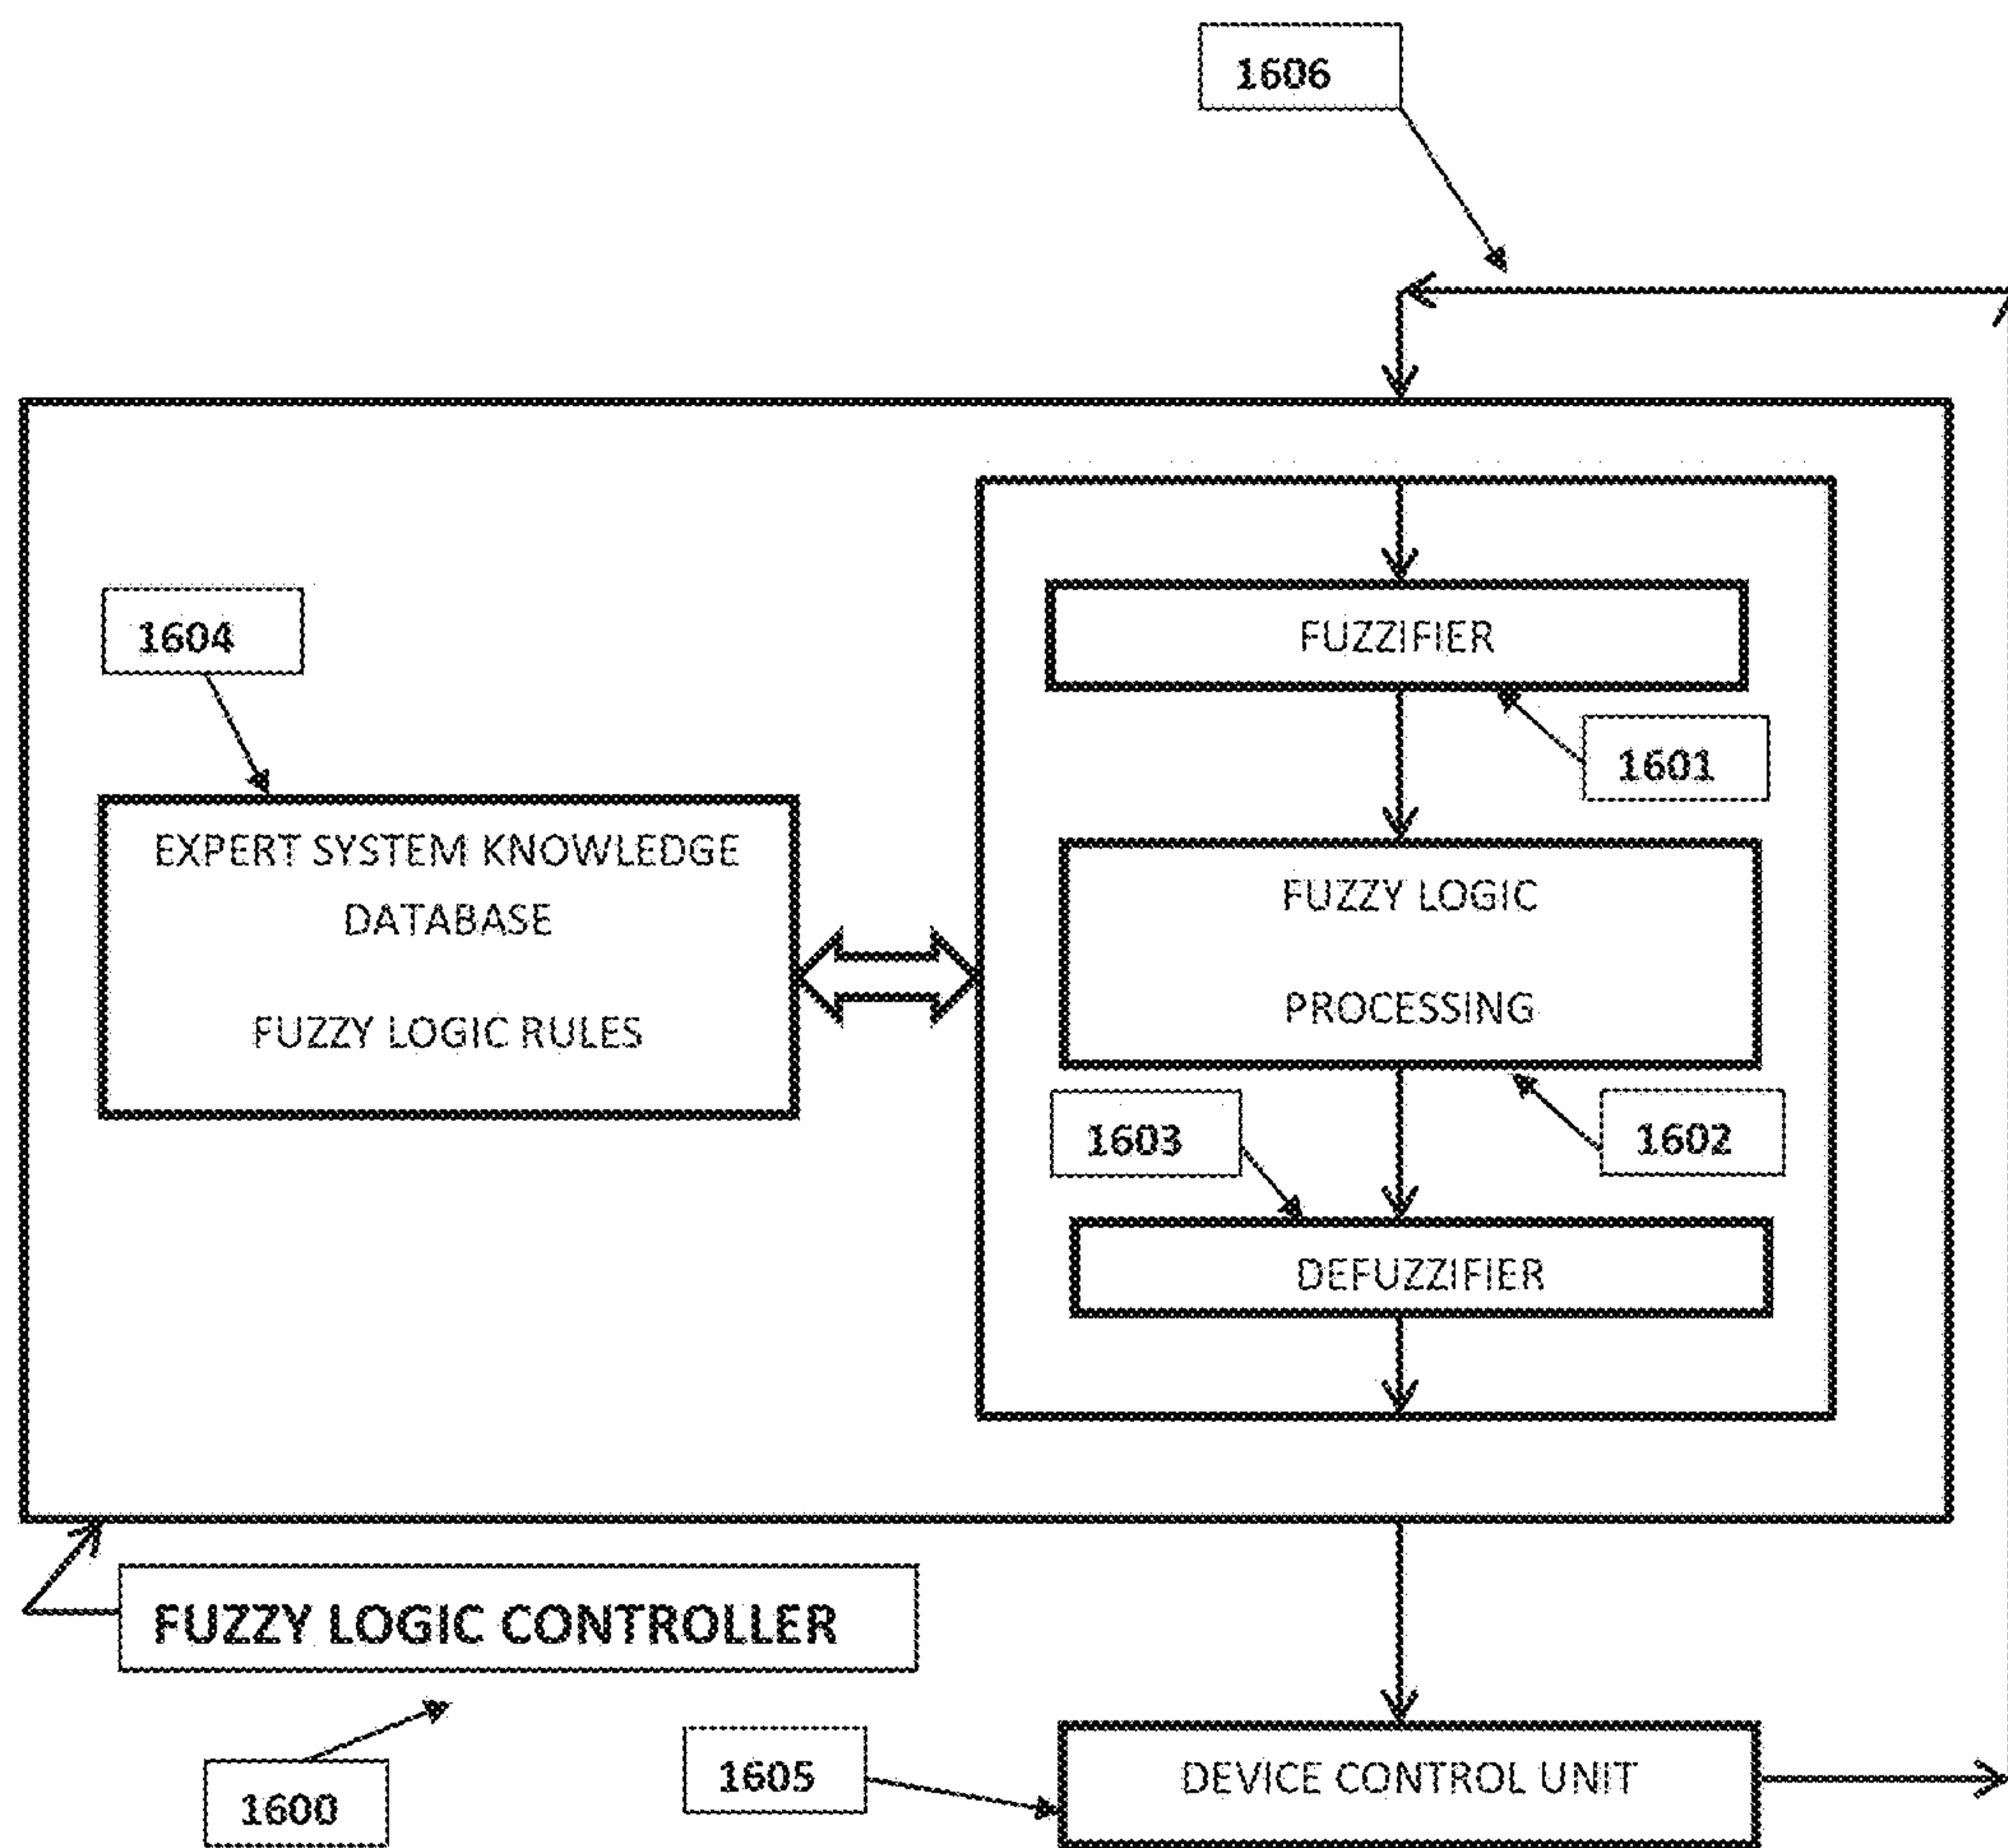 1606
1604
FUZZIFIER
1601
EXPERT SYSTEM KNOWLEDGE
DATABASE
FUZZY LOGIC RULES
FUZZY LOGIC
PROCESSING
1603
1602
DEFUZZIFIER
FUZZY LOGIC CONTROLLER
1600
1605
DEVICE CONTROL UNIT